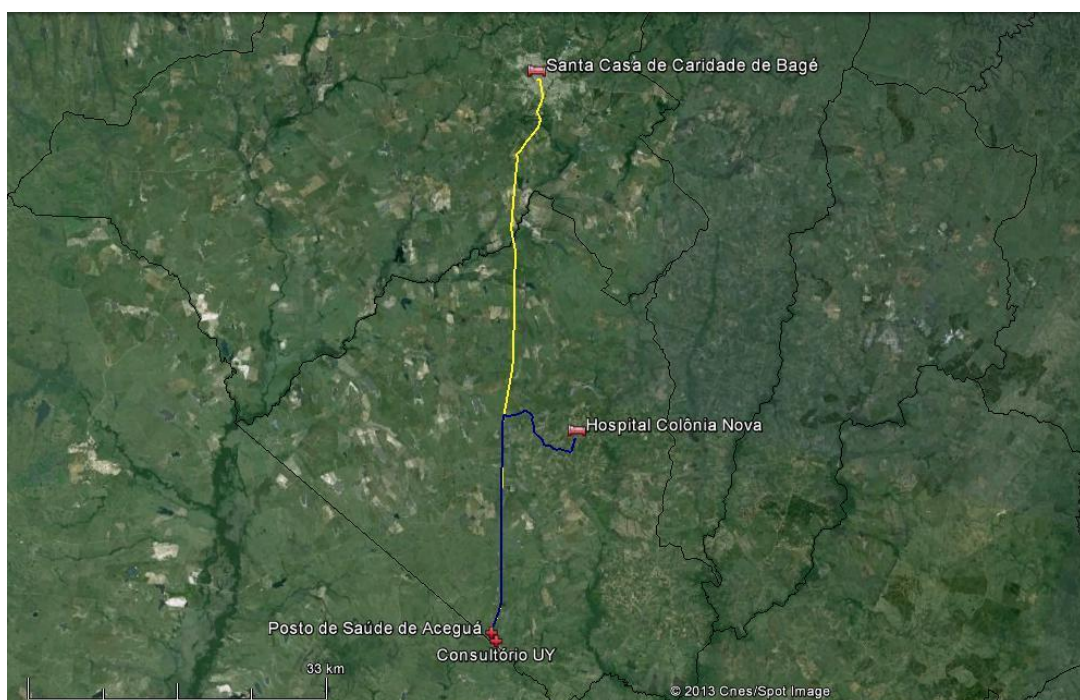 Santa Casa de Caridade de Bagé
Hospital Colônia Nova
Posto de Saúde de Aceguá
Consultório UY
33 km
© 2013 Cnes/Spot Image